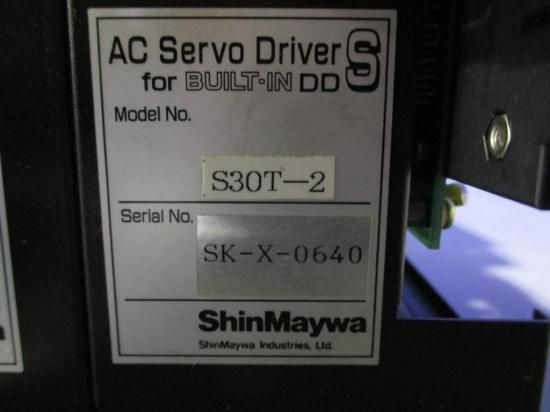 AC Servo Driver S
for BUILT-IN DD
Model No.
S30T-2
Serial No.
SK-X-0640
ShinMaywa
ShinMaywa Industries, Ltd.